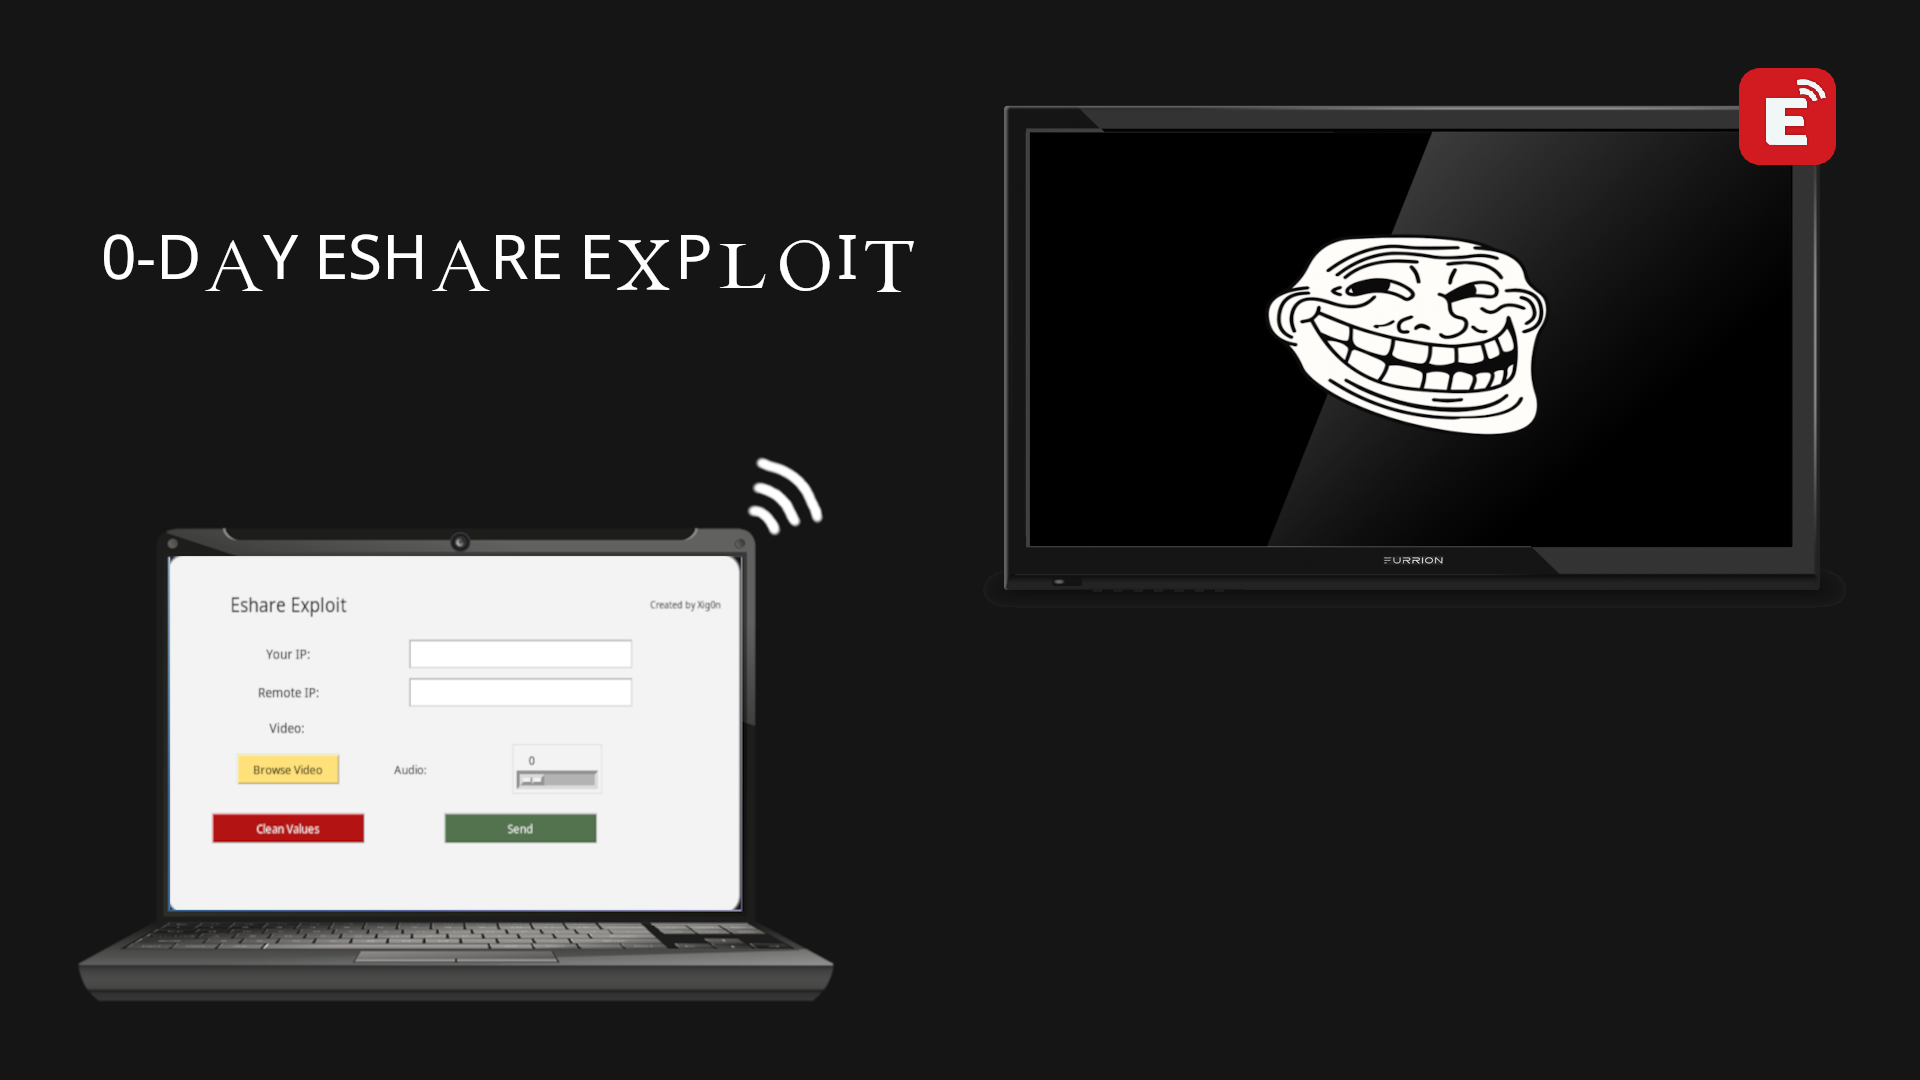 0-DAY ESHARE EXPLOIT
E
FURRION
Eshare Exploit
Created by Xig0n
Your IP:
Remote IP:
Video:
Browse Video
Audio:
0
Clean Values
Send